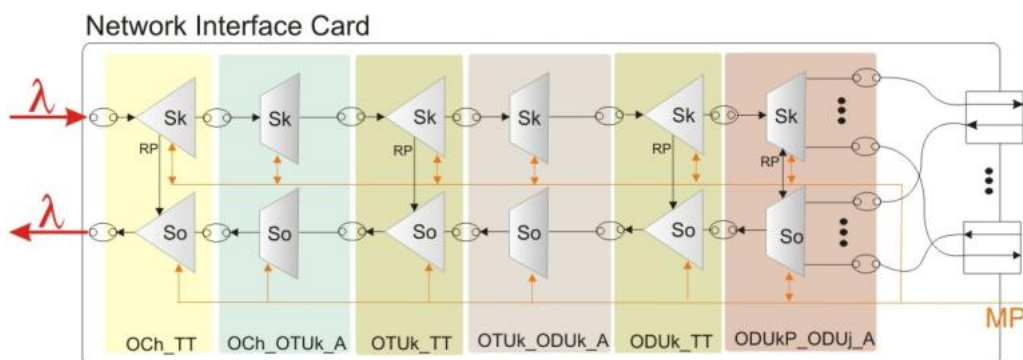 Network Interface Card
λ Sk Sk Sk Sk Sk Sk
RP RP RP RP
λ So So So So So So
MP
OCh_TT OCh_OTUk_A OTUk_TT OTUk_ODUk_A ODUk_TT ODUkP_ODUj_A